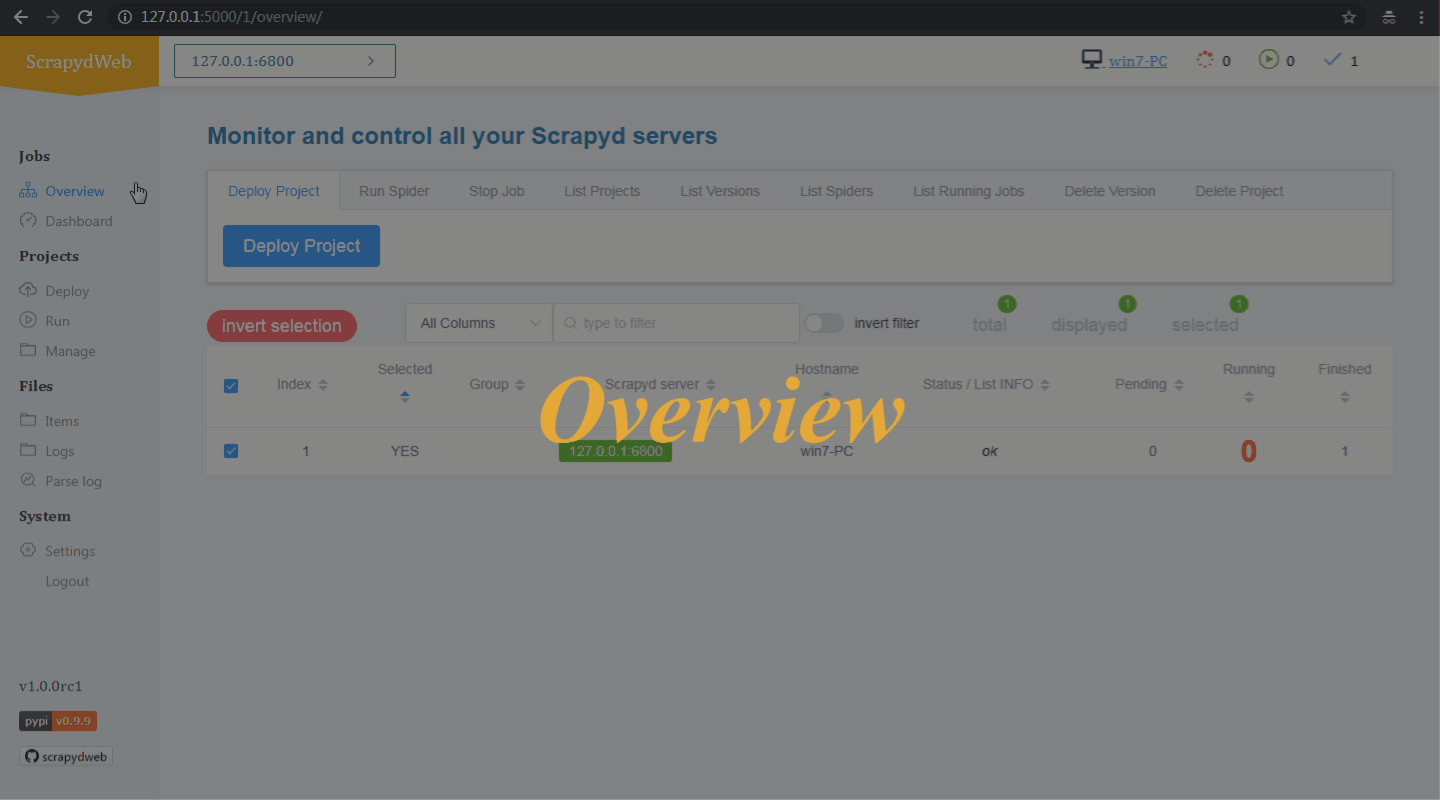 127.0.0.1:5000/1/overview/
ScrapydWeb
127.0.0.1:6800
win7-PC 0 0 1
Jobs
Overview
Dashboard
Projects
Deploy
Run
Manage
Files
Items
Logs
Parse log
System
Settings
Logout
v1.0.0rc1
pypi v0.9.9
scrapydweb
Monitor and control all your Scrapyd servers
Deploy Project Run Spider Stop Job List Projects List Versions List Spiders List Running Jobs Delete Version Delete Project
Deploy Project
invert selection All Columns type to filter invert filter total 1 displayed 1 selected 1
Index Selected Group Scrapyd server Hostname Status / List INFO Pending Running Finished
Overview
1 YES 127.0.0.1:6800 win7-PC ok 0 0 1